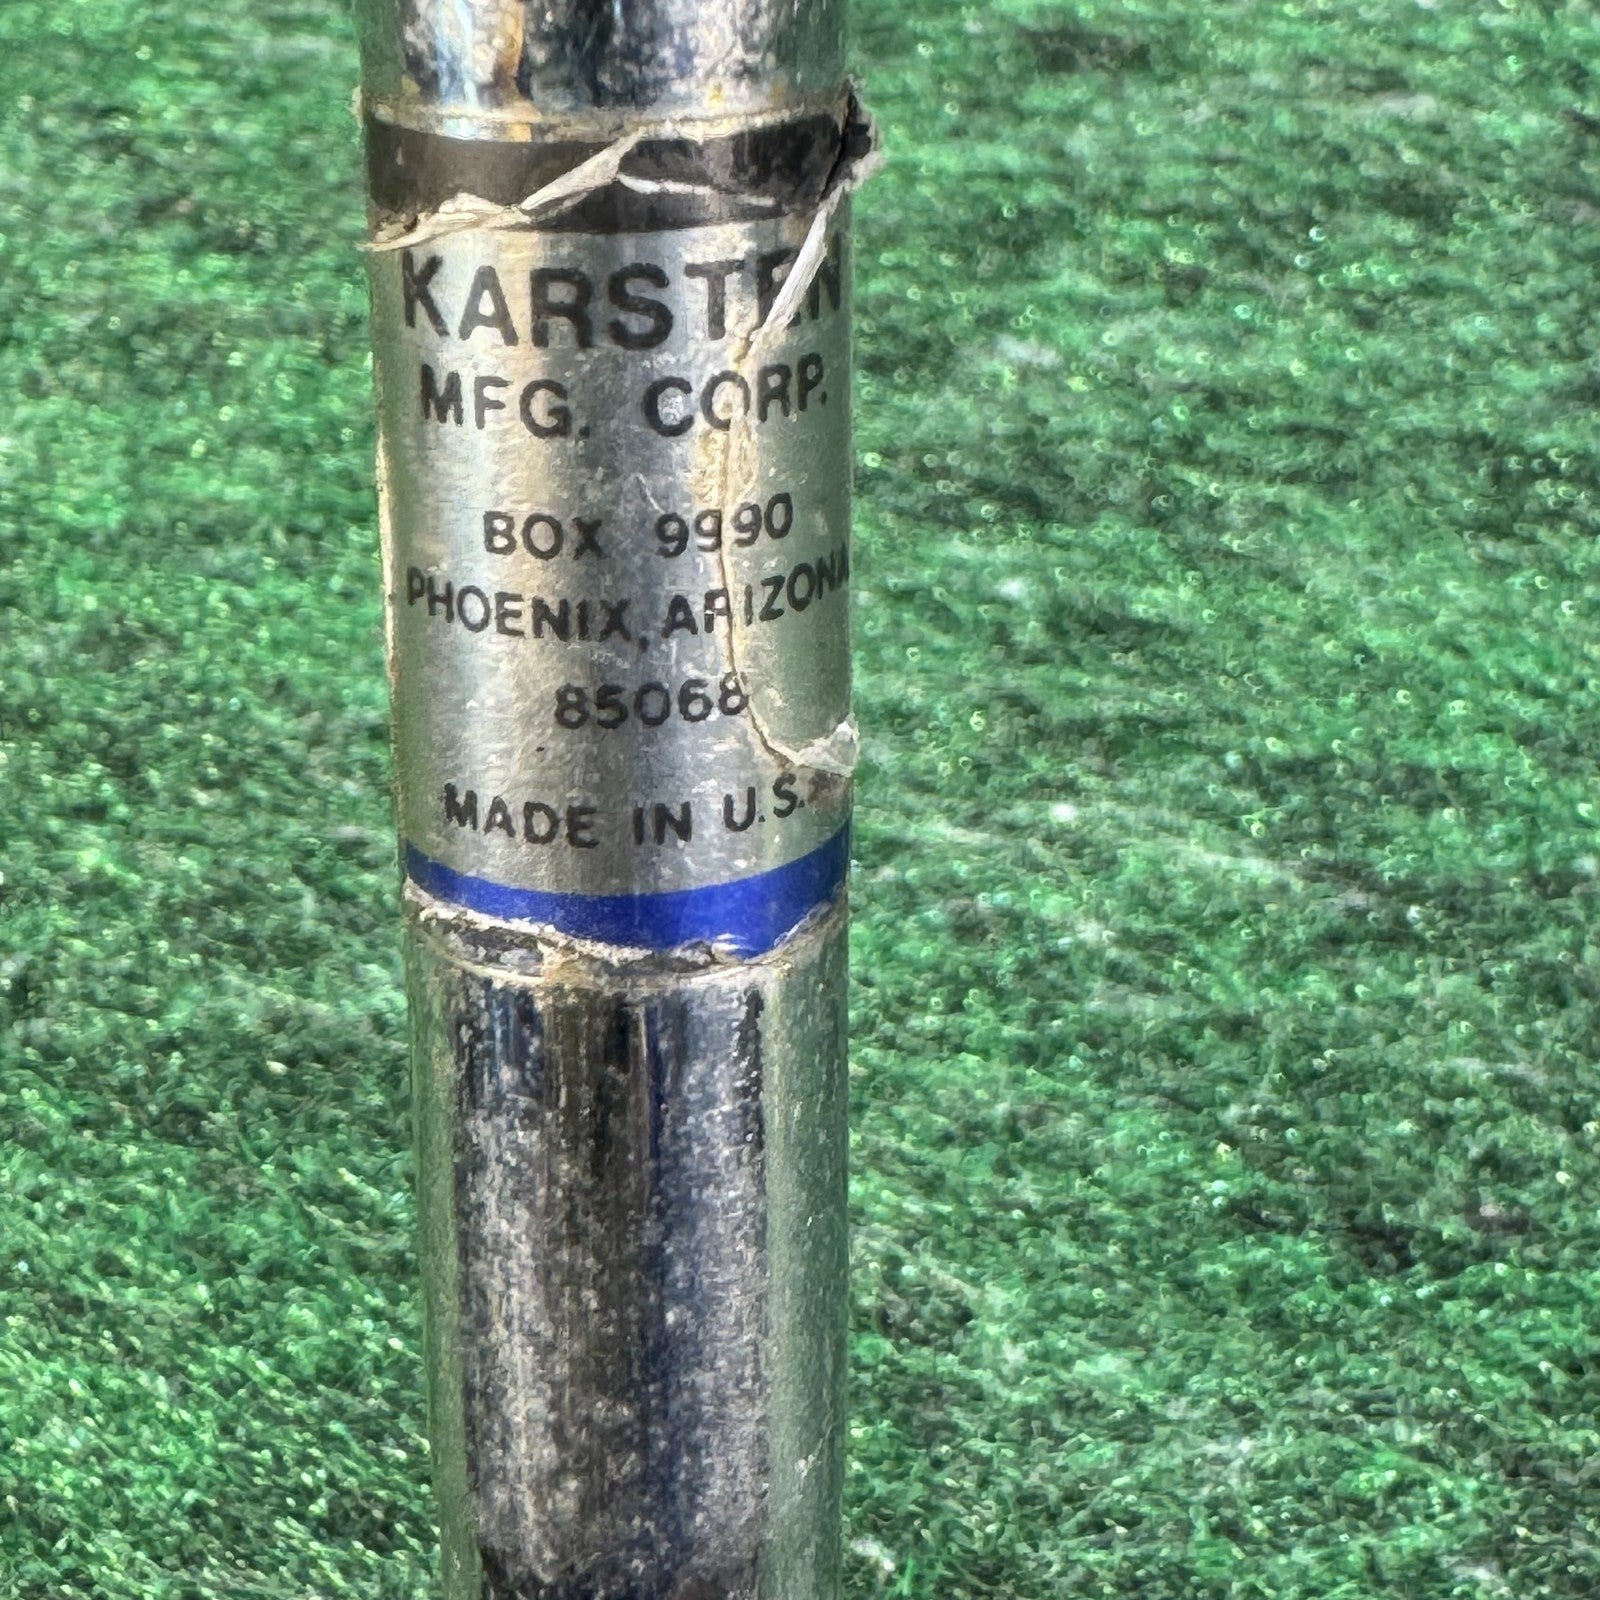 KARSTEN
MFG. CORP.
BOX 9990
PHOENIX, ARIZONA
85068
MADE IN U.S.